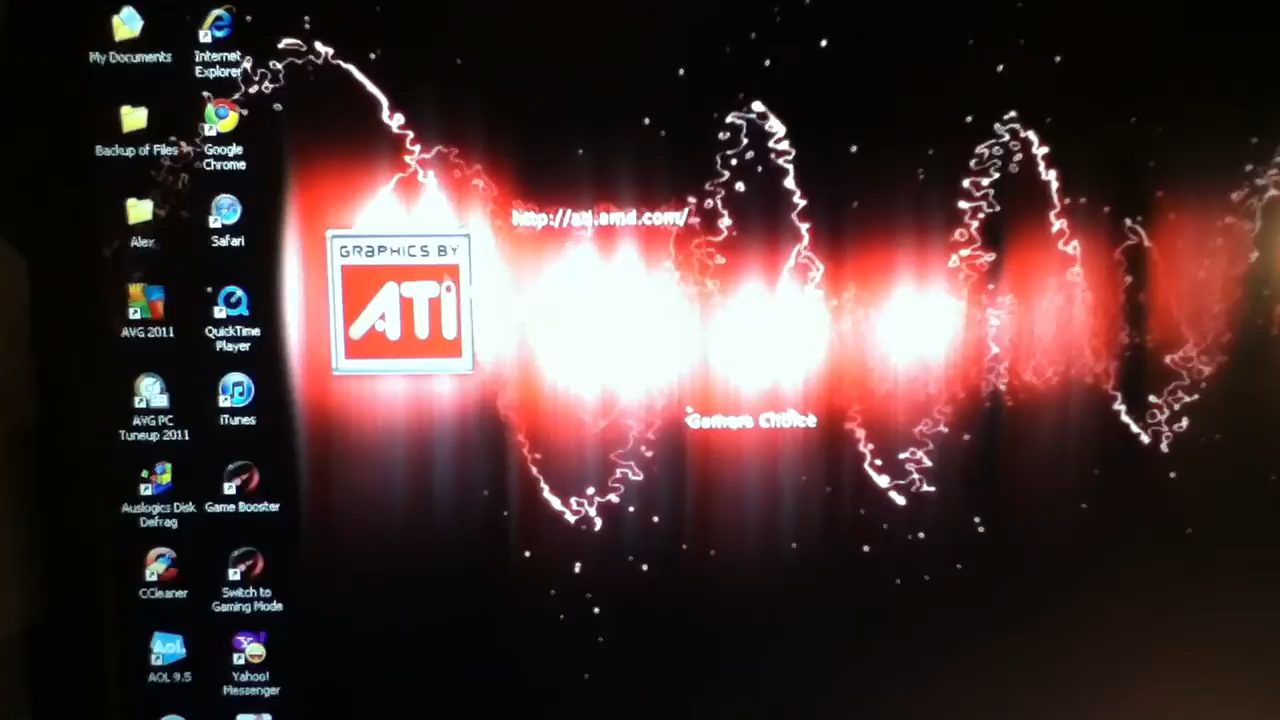 My Documents
Internet
Explorer
Backup of Files
Google
Chrome
Alex
Safari
AVG 2011
QuickTime
Player
AVG PC
Tuneup 2011
iTunes
Auslogics Disk
Defrag
Game Booster
CCleaner
Switch to
Gaming Mode
Aol.
AOL 9.5
Yahoo!
Messenger
GRAPHICS BY
ATI
http://ati.amd.com/
Gamers Choice